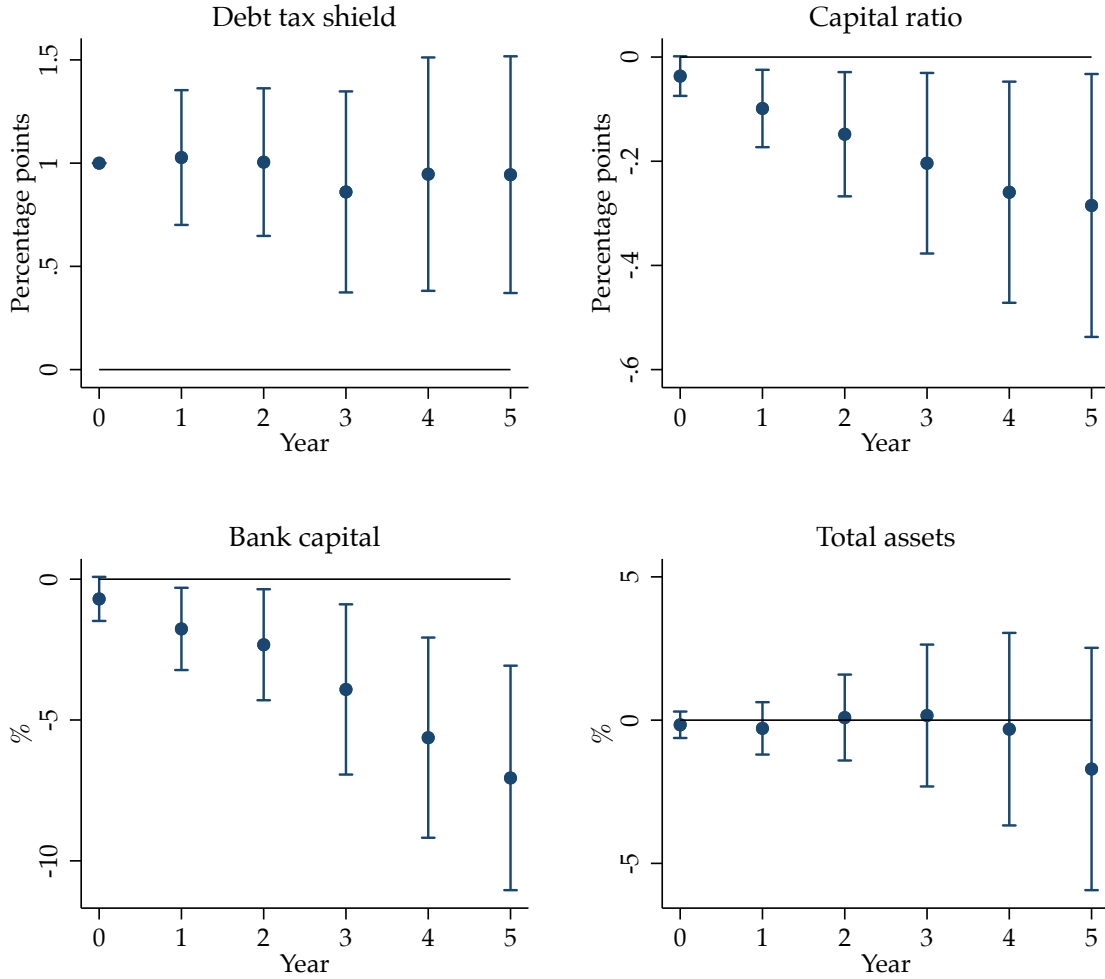 Debt tax shield
Percentage points
1.5
1
.5
0
0 1 2 3 4 5
Year
Capital ratio
Percentage points
0
-.2
-.4
-.6
0 1 2 3 4 5
Year
Bank capital
%
0
-5
-10
0 1 2 3 4 5
Year
Total assets
%
5
0
-5
0 1 2 3 4 5
Year